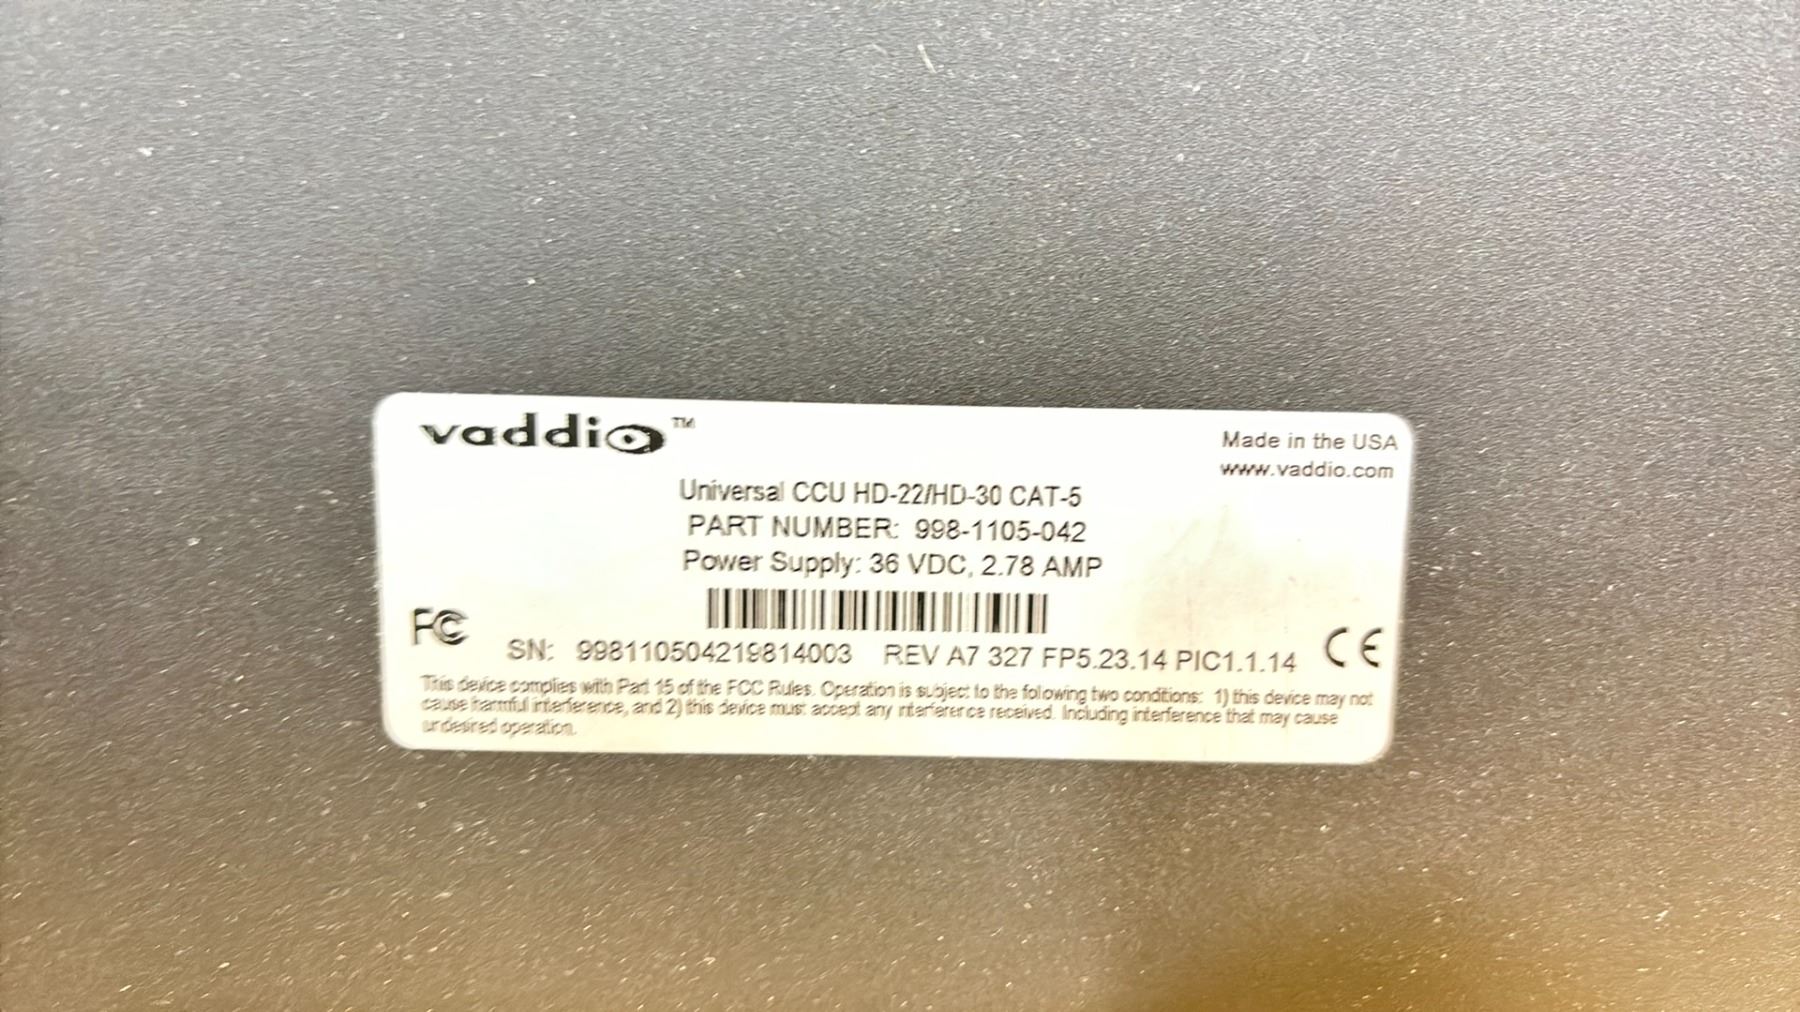 vaddio™
Made in the USA
www.vaddio.com
Universal CCU HD-22/HD-30 CAT-5
PART NUMBER: 998-1105-042
Power Supply: 36 VDC, 2.78 AMP
FC
SN: 998110504219814003 REV A7 327 FP5.23.14 PIC1.1.14
CE
This device complies with Part 15 of the FCC Rules. Operation is subject to the following two conditions: 1) this device may not
cause harmful interference, and 2) this device must accept any interference received. Including interference that may cause
undesired operation.